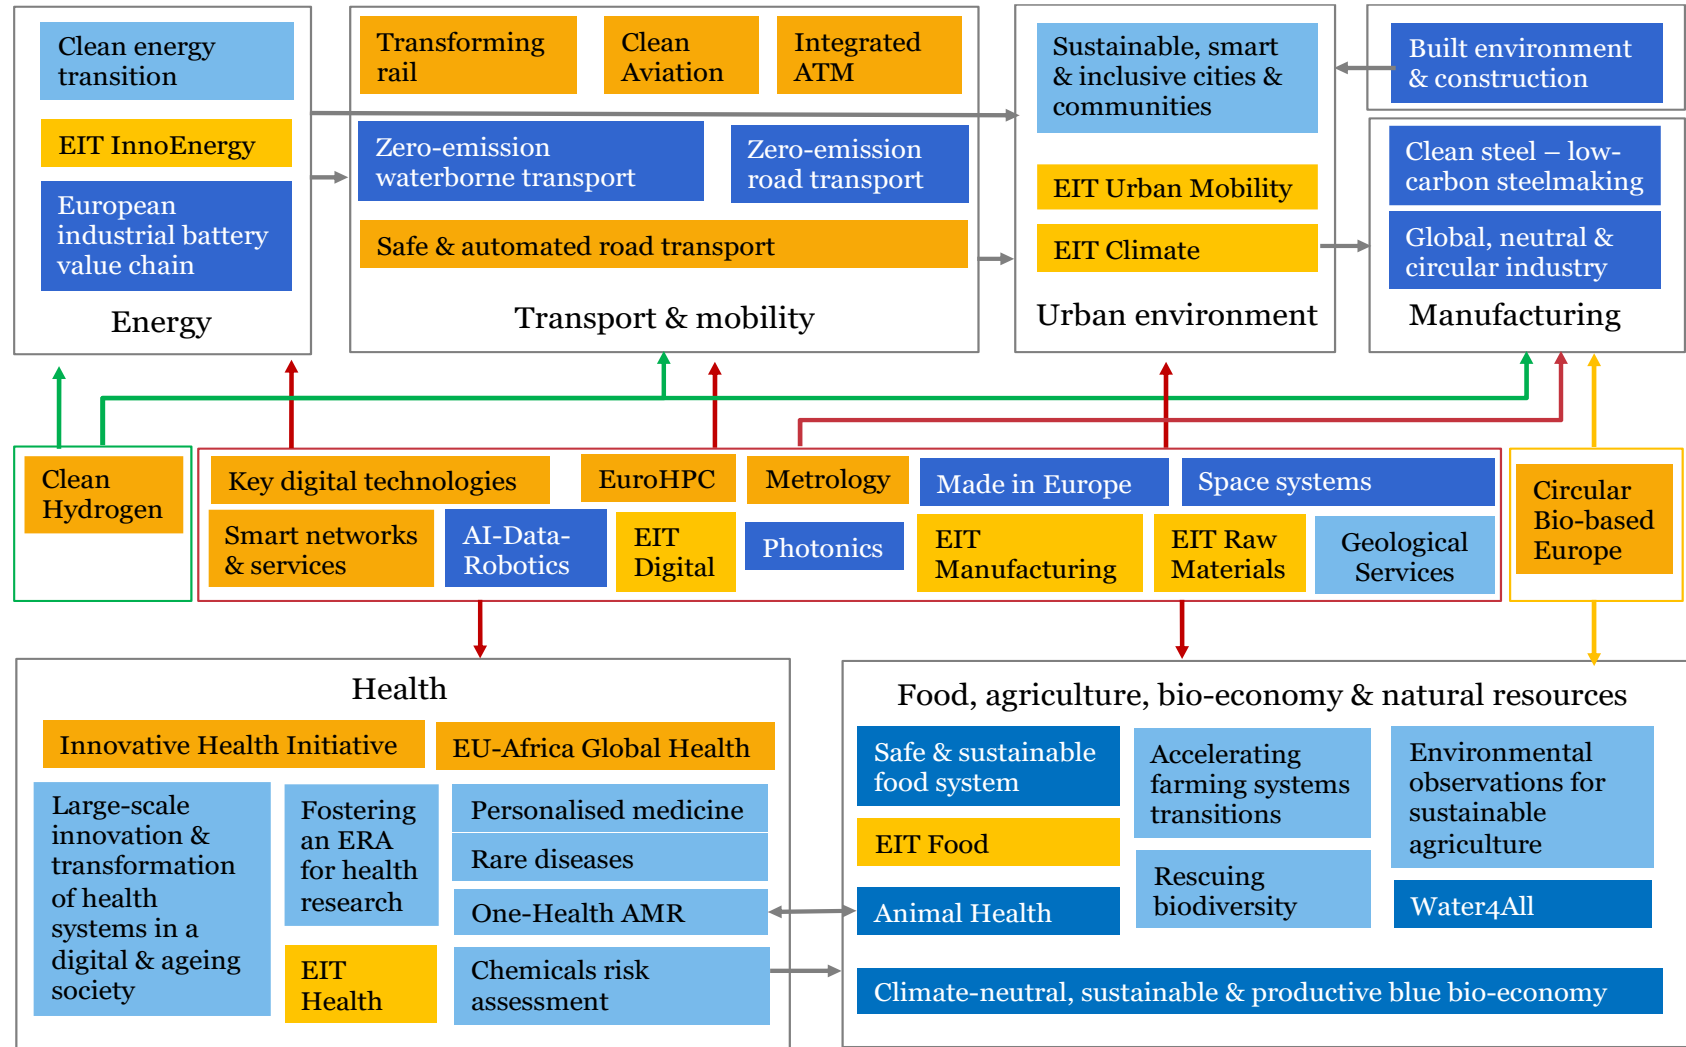 Clean energy
transition
EIT InnoEnergy
European
industrial battery
value chain
Energy
Transforming
rail
Clean
Aviation
Integrated
ATM
Zero-emission
waterborne transport
Zero-emission
road transport
Safe & automated road transport
Transport & mobility
Sustainable, smart
& inclusive cities &
communities
EIT Urban Mobility
EIT Climate
Urban environment
Built environment
& construction
Clean steel – low-
carbon steelmaking
Global, neutral &
circular industry
Manufacturing
Clean
Hydrogen
Key digital technologies
EuroHPC
Metrology
Made in Europe
Space systems
Smart networks
& services
AI-Data-
Robotics
EIT
Digital
Photonics
EIT
Manufacturing
EIT Raw
Materials
Geological
Services
Circular
Bio-based
Europe
Health
Innovative Health Initiative
EU-Africa Global Health
Large-scale
innovation &
transformation
of health
systems in a
digital & ageing
society
Fostering
an ERA
for health
research
EIT
Health
Personalised medicine
Rare diseases
One-Health AMR
Chemicals risk
assessment
Food, agriculture, bio-economy & natural resources
Safe & sustainable
food system
EIT Food
Animal Health
Accelerating
farming systems
transitions
Rescuing
biodiversity
Environmental
observations for
sustainable
agriculture
Water4All
Climate-neutral, sustainable & productive blue bio-economy